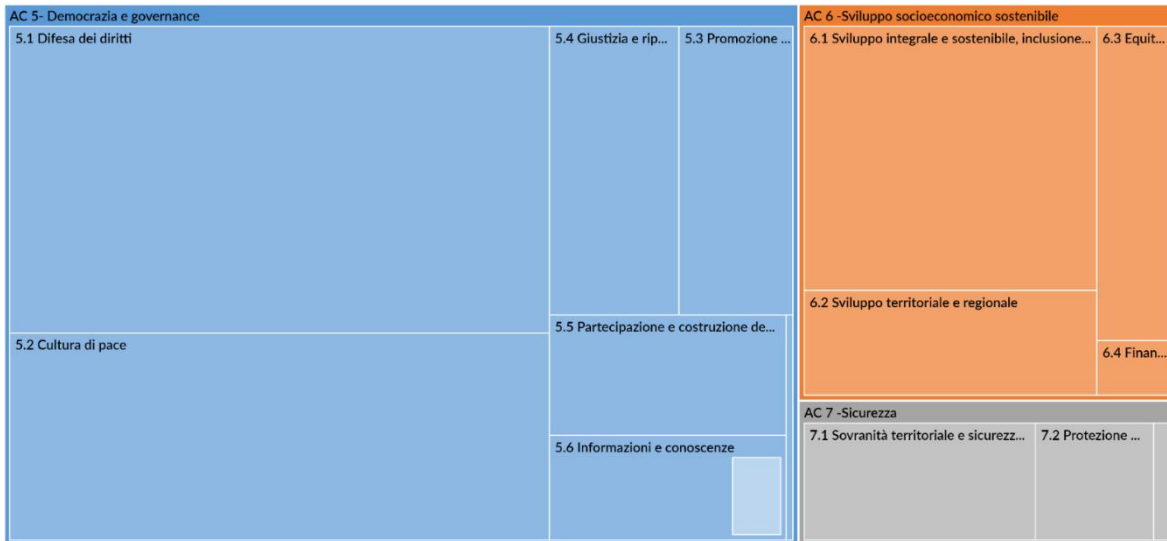 AC 5- Democrazia e governance
5.1 Difesa dei diritti
5.2 Cultura di pace
5.4 Giustizia e rip...
5.3 Promozione ...
5.5 Partecipazione e costruzione de...
5.6 Informazioni e conoscenze
AC 6 -Sviluppo socioeconomico sostenibile
6.1 Sviluppo integrale e sostenibile, inclusione...
6.3 Equit...
6.2 Sviluppo territoriale e regionale
6.4 Finan...
AC 7 -Sicurezza
7.1 Sovranità territoriale e sicurezz...
7.2 Protezione ...